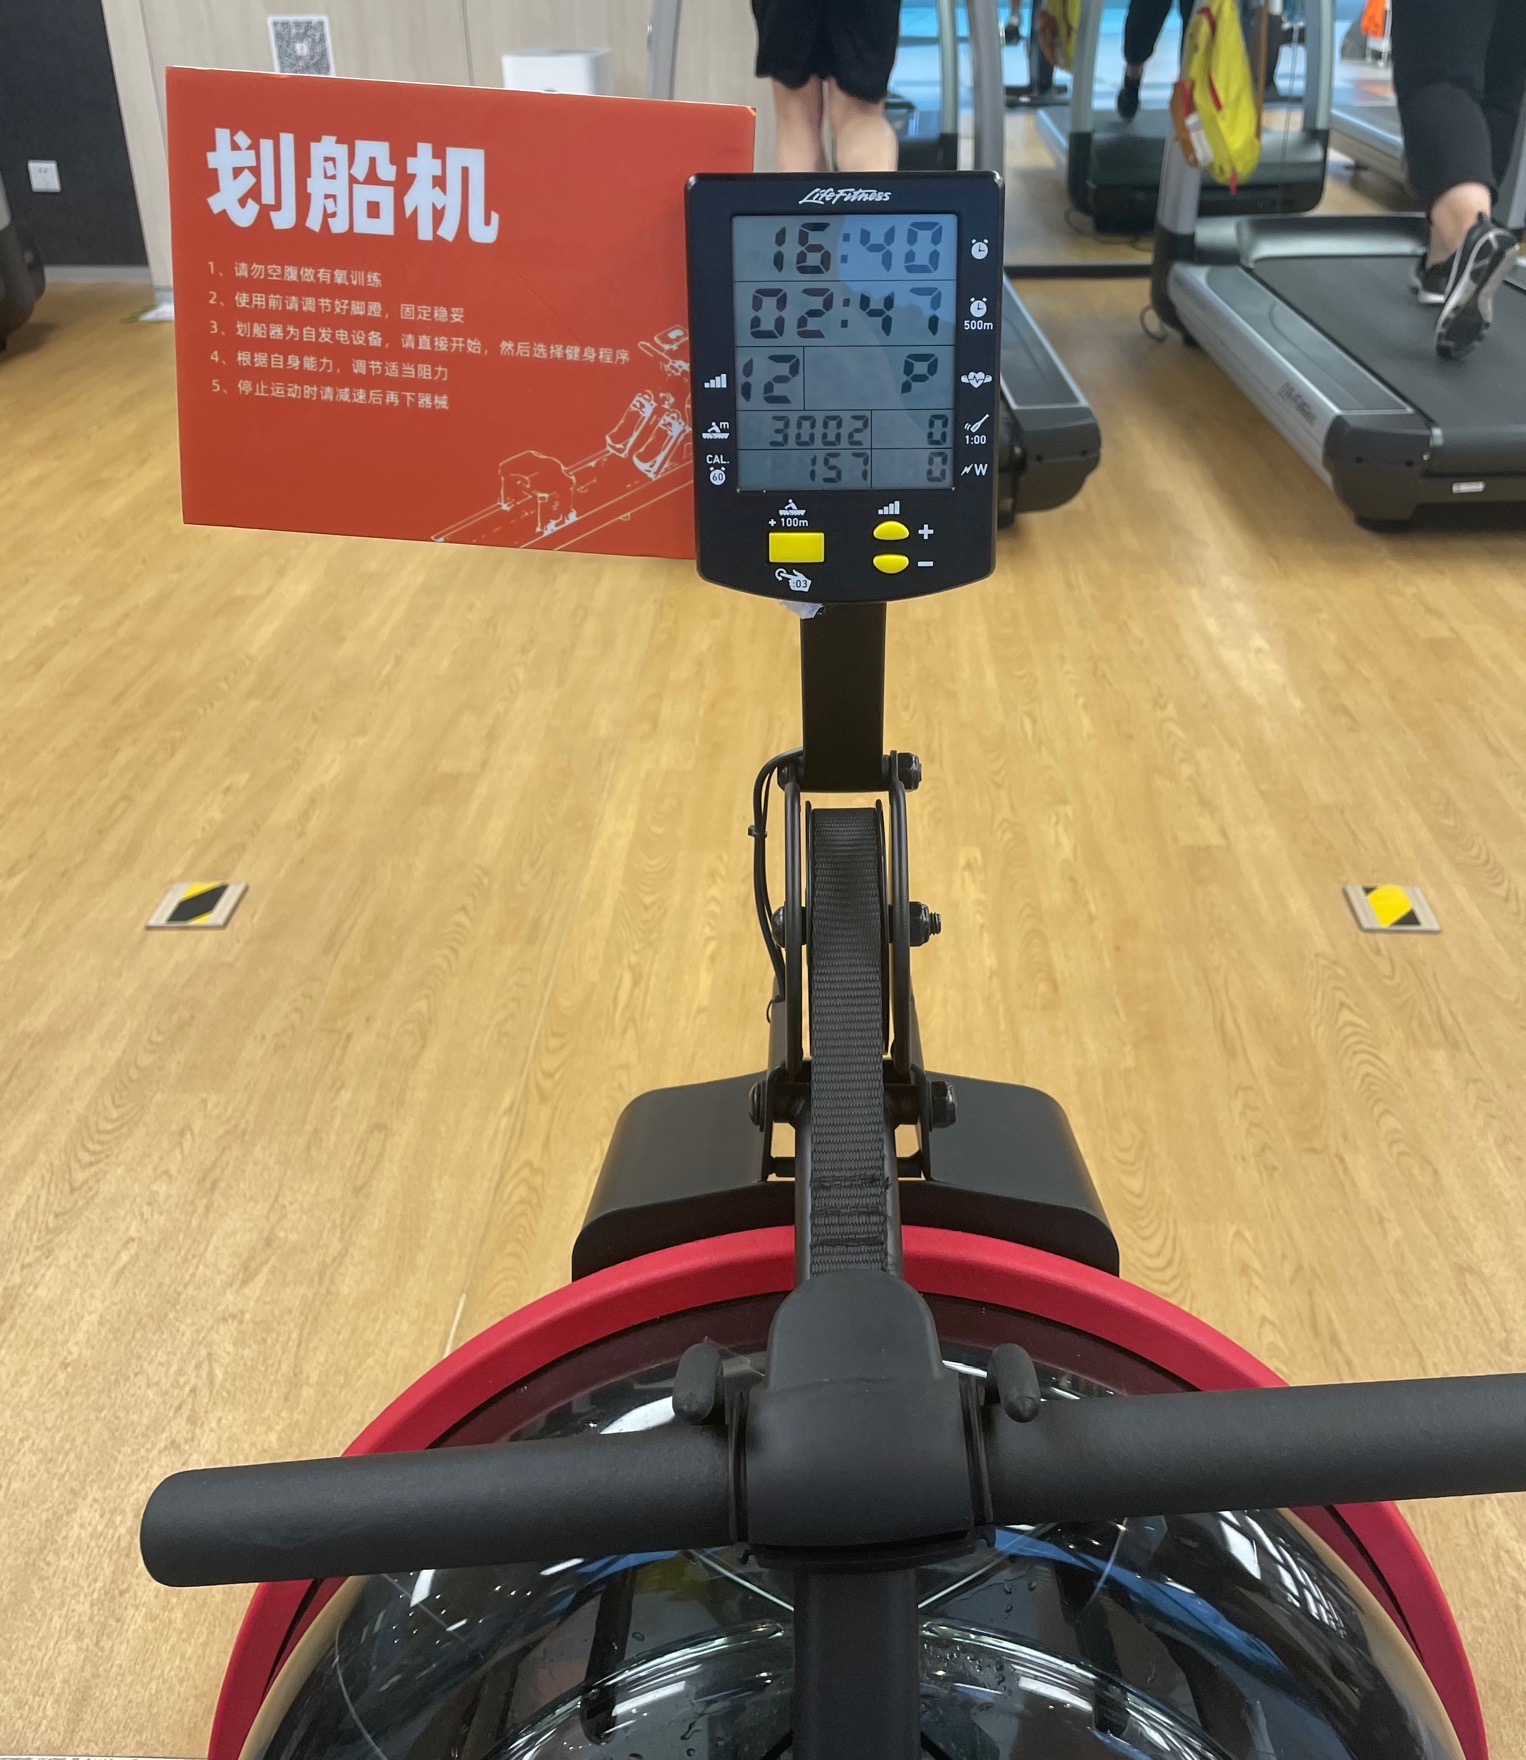 划船机
1、请勿空腹做有氧训练
2、使用前请调节好脚蹬，固定稳妥
3、划船器为自发电设备，请直接开始，然后选择健身程序
4、根据自身能力，调节适当阻力
5、停止运动时请减速后再下器械
Life Fitness
16:40
02:47
500m
12 P
m 3002 0
1:00
CAL. 60 157 0 W
+ 100m
+
−
:03